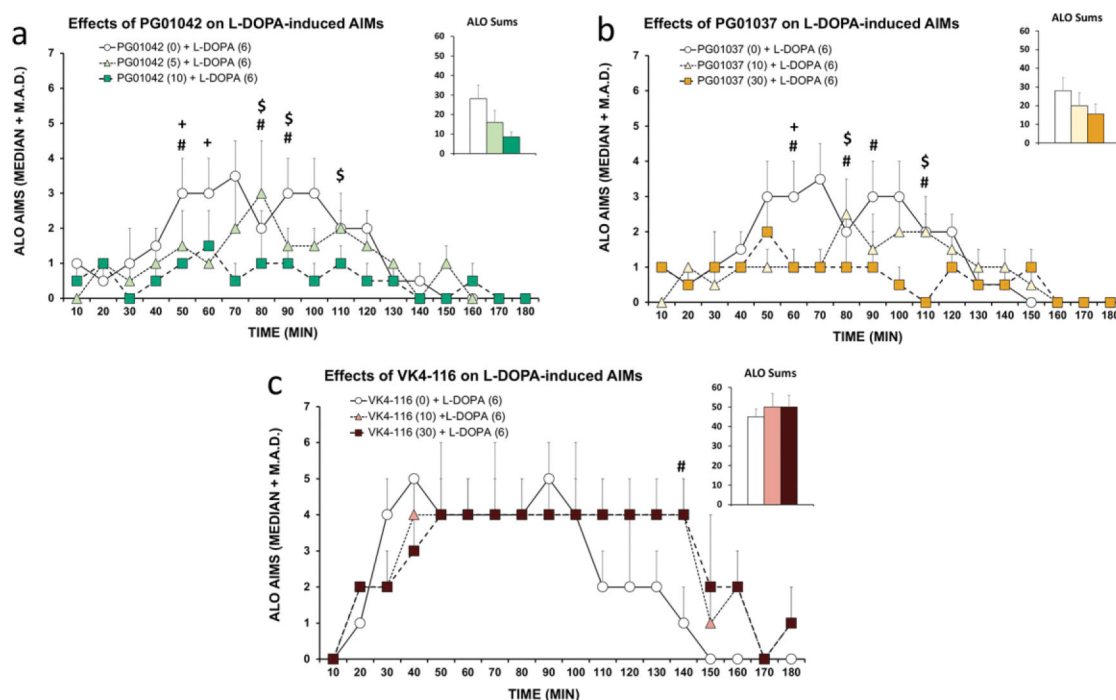 a
Effects of PG01042 on L-DOPA-induced AIMs
PG01042 (0) + L-DOPA (6)
PG01042 (5) + L-DOPA (6)
PG01042 (10) + L-DOPA (6)
ALO AIMS (MEDIAN + M.A.D.)
7
6
5
4
3
2
1
0
+ $ $
# + # # $
10 20 30 40 50 60 70 80 90 100 110 120 130 140 150 160 170 180
TIME (MIN)
ALO Sums
60
50
40
30
20
10
0
b
Effects of PG01037 on L-DOPA-induced AIMs
PG01037 (0) + L-DOPA (6)
PG01037 (10) + L-DOPA (6)
PG01037 (30) + L-DOPA (6)
ALO AIMS (MEDIAN + M.A.D.)
7
6
5
4
3
2
1
0
+ $ # $
# # #
10 20 30 40 50 60 70 80 90 100 110 120 130 140 150 160 170 180
TIME (MIN)
ALO Sums
60
50
40
30
20
10
0
c
Effects of VK4-116 on L-DOPA-induced AIMs
VK4-116 (0) + L-DOPA (6)
VK4-116 (10) +L-DOPA (6)
VK4-116 (30) + L-DOPA (6)
ALO AIMS (MEDIAN + M.A.D.)
7
6
5
4
3
2
1
0
#
10 20 30 40 50 60 70 80 90 100 110 120 130 140 150 160 170 180
TIME (MIN)
ALO Sums
60
50
40
30
20
10
0